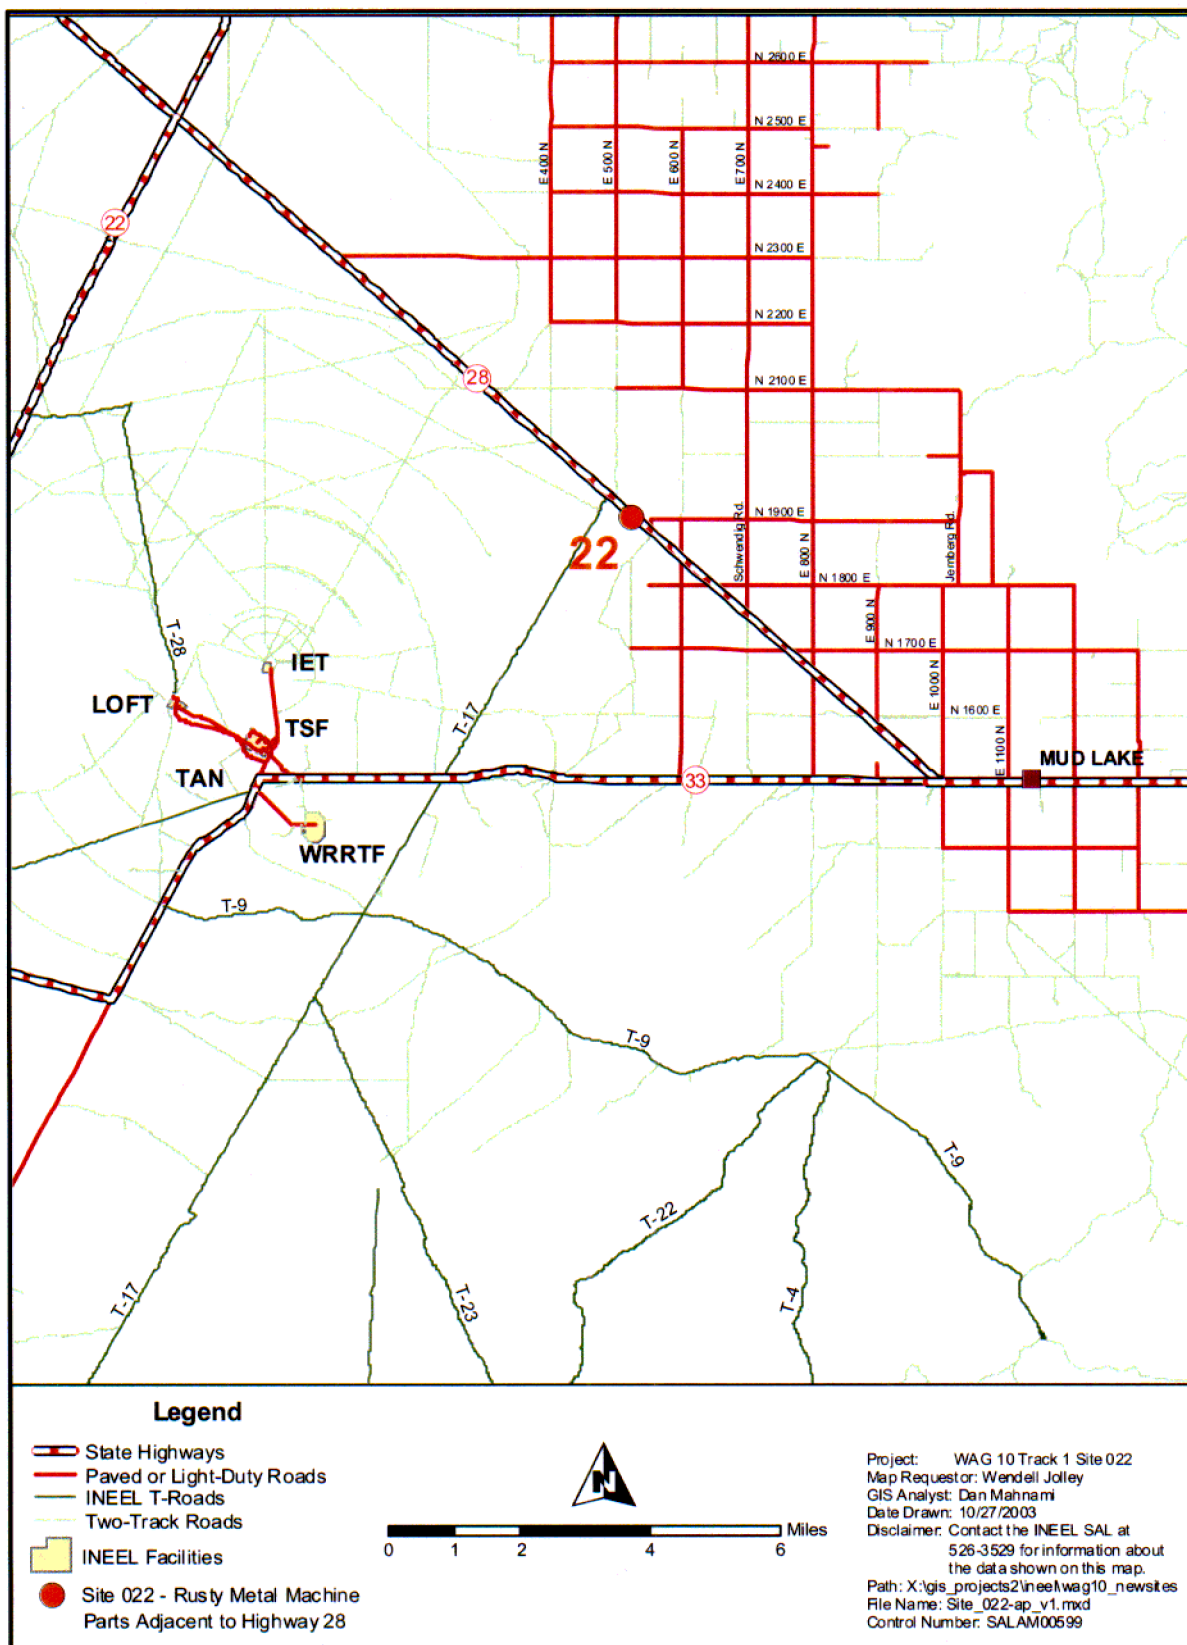 N 2600 E
N 2500 E
E 400 N
E 500 N
E 600 N
E 700 N
N 2400 E
22
N 2300 E
N 2200 E
28
N 2100 E
Schwendig Rd.
N 1900 E
E 800 N
Jernberg Rd.
22
N 1800 E
E 900 N
T-28
N 1700 E
IET
E 1000 N
LOFT
T-17
N 1600 E
TSF
E 1100 N
MUD LAKE
TAN
33
WRRTF
T-9
T-9
T-9
T-22
T-17
T-23
T-4
Legend
State Highways
Paved or Light-Duty Roads
INEEL T-Roads
Two-Track Roads
INEEL Facilities
Site 022 - Rusty Metal Machine
Parts Adjacent to Highway 28
N
Miles
0 1 2 4 6
Project: WAG 10 Track 1 Site 022
Map Requestor: Wendell Jolley
GIS Analyst: Dan Mahnami
Date Drawn: 10/27/2003
Disclaimer: Contact the INEEL SAL at
526-3529 for information about
the data shown on this map.
Path: X:\gis_projects2\ineel\wag10_newsites
File Name: Site_022-ap_v1.mxd
Control Number: SALAM00599